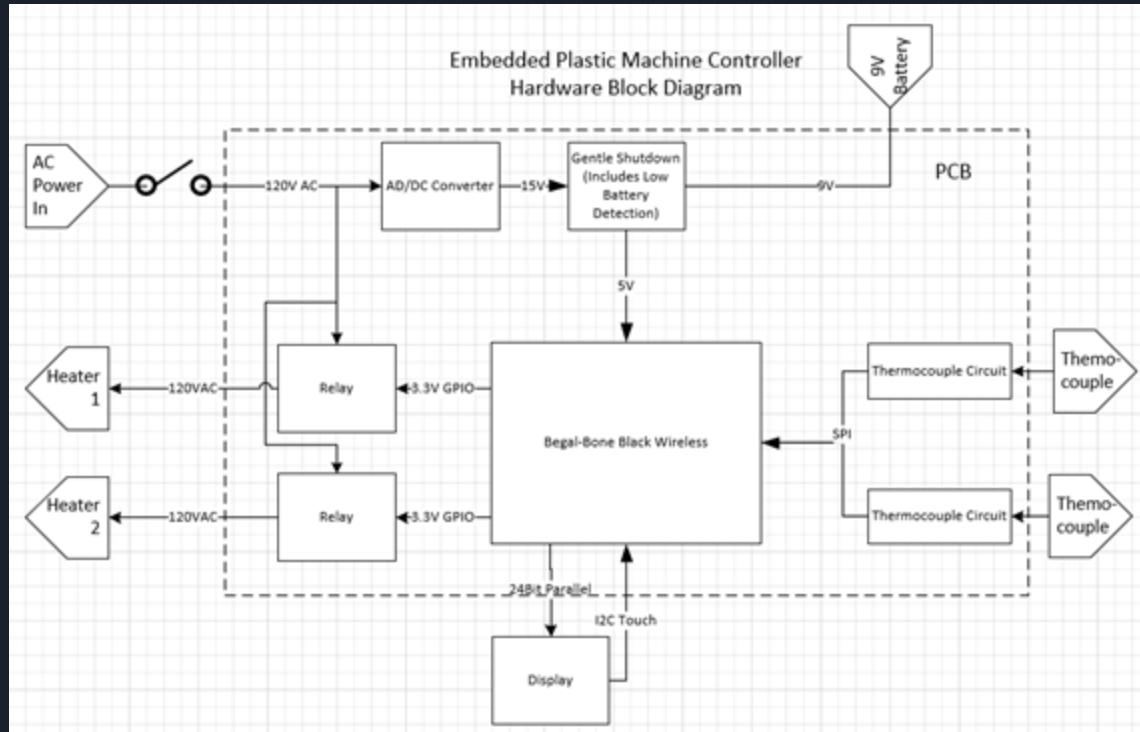 Embedded Plastic Machine Controller
Hardware Block Diagram
9V
Battery
AC
Power
In
120V AC
AD/DC Converter
15V
Gentle Shutdown
(Includes Low
Battery
Detection)
9V
PCB
5V
Heater
1
120VAC
Relay
3.3V GPIO
Begal-Bone Black Wireless
SPI
Thermocouple Circuit
Themo-
couple
Heater
2
120VAC
Relay
3.3V GPIO
Thermocouple Circuit
Themo-
couple
24Bit Parallel
I2C Touch
Display